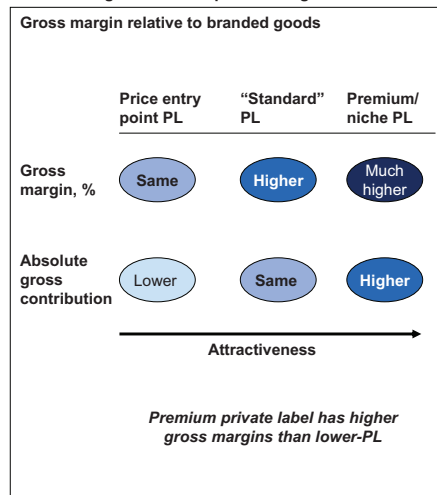 Gross margin relative to branded goods
Price entry point PL
"Standard" PL
Premium/ niche PL
Gross margin, %
Same
Higher
Much higher
Absolute gross contribution
Lower
Same
Higher
Attractiveness
Premium private label has higher
gross margins than lower-PL